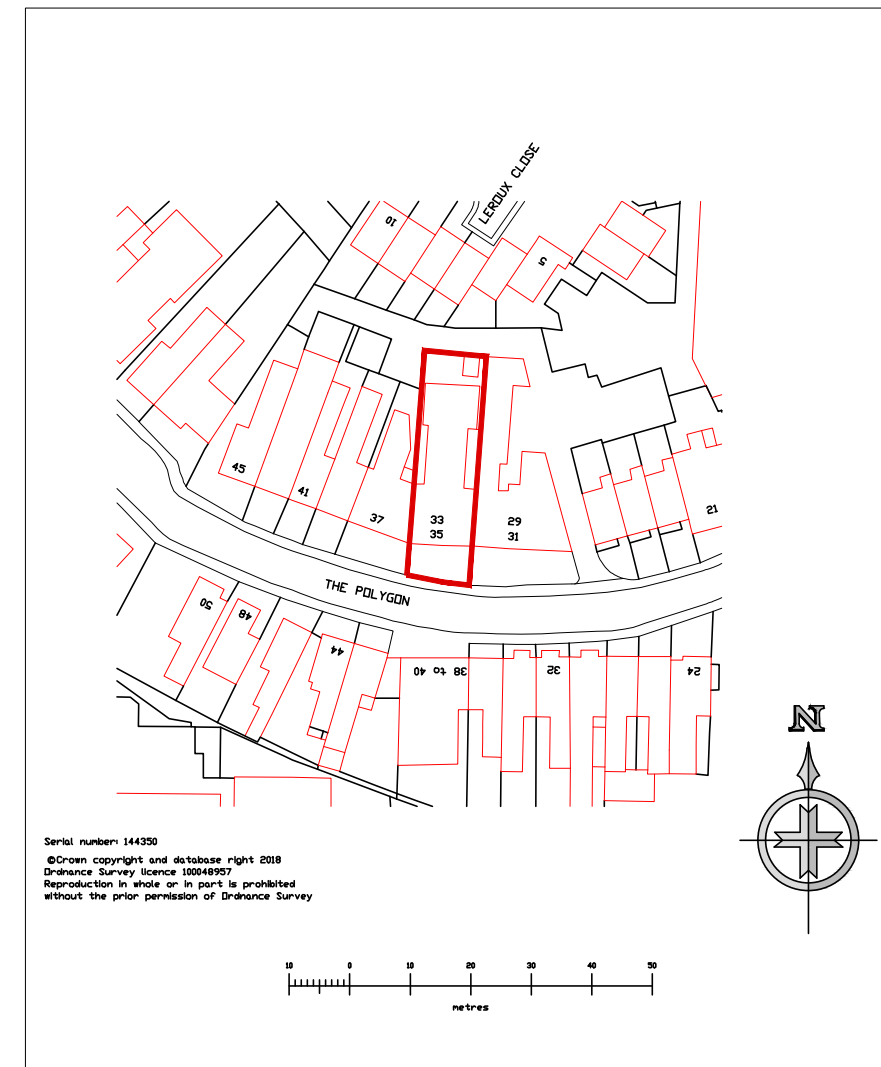 LEROUX CLOSE
10
5
45
41
37
33
35
29
31
21
THE POLYGON
50
48
44
38 to 40
32
24
N
Serial number: 144350
©Crown copyright and database right 2018
Ordnance Survey licence 100048957
Reproduction in whole or in part is prohibited
without the prior permission of Ordnance Survey
10 0 10 20 30 40 50
metres